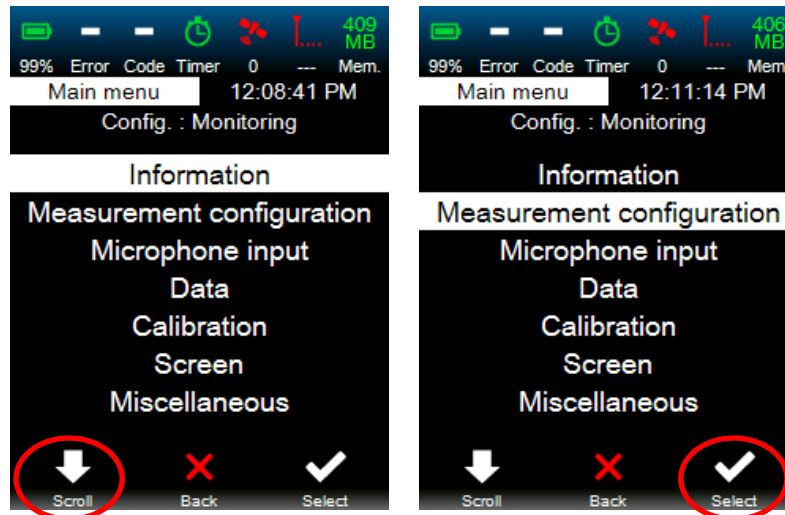 409
MB
99% Error Code Timer 0 --- Mem.
Main menu 12:08:41 PM
Config. : Monitoring
Information
Measurement configuration
Microphone input
Data
Calibration
Screen
Miscellaneous
Scroll Back Select
406
MB
99% Error Code Timer 0 --- Mem
Main menu 12:11:14 PM
Config. : Monitoring
Information
Measurement configuration
Microphone input
Data
Calibration
Screen
Miscellaneous
Scroll Back Select